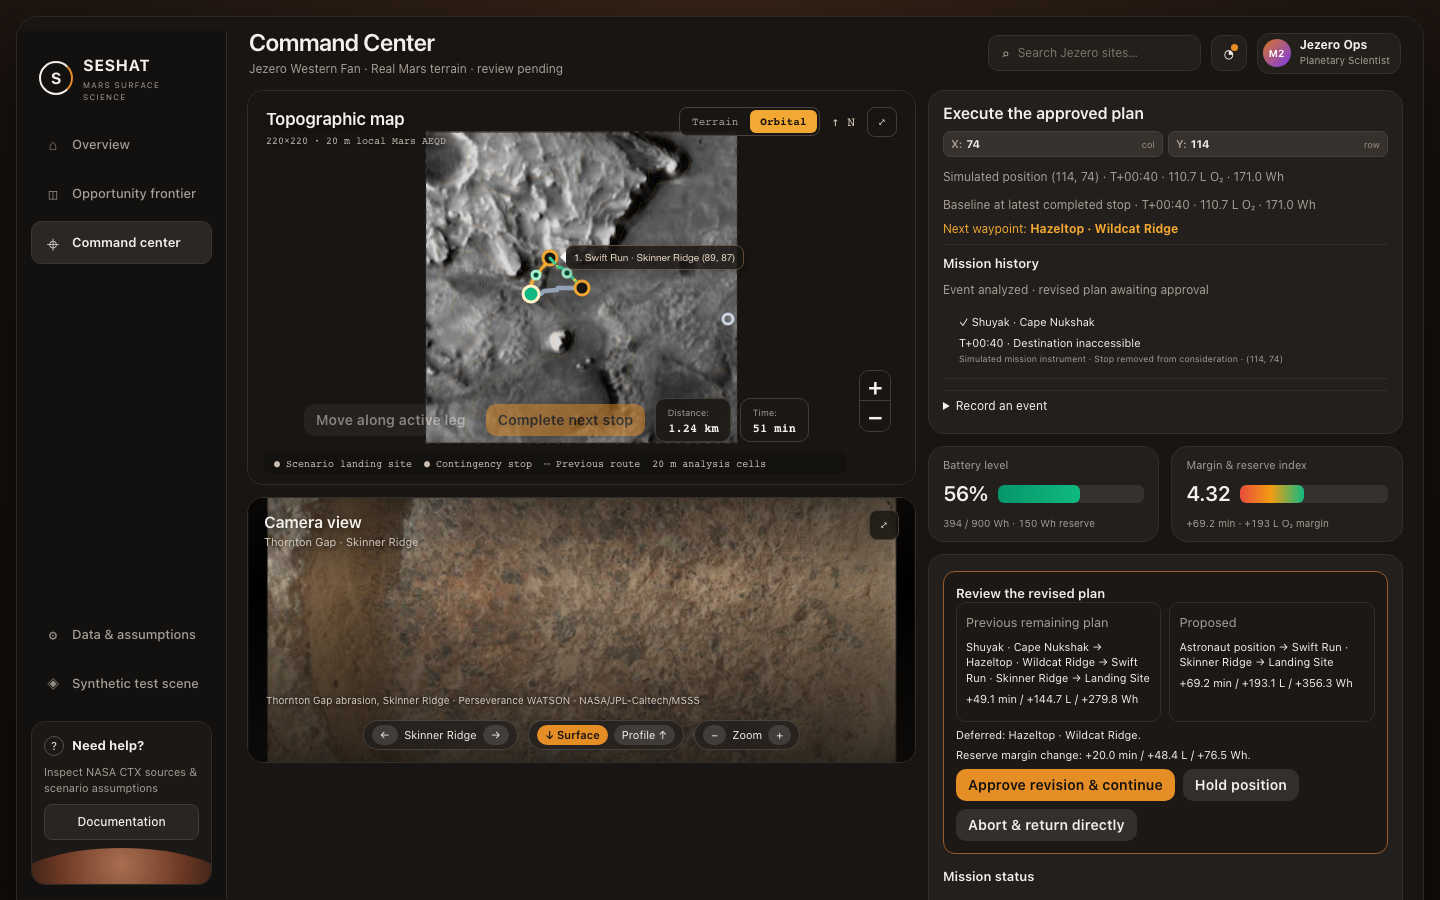 S
SESHAT
MARS SURFACE
SCIENCE
Overview
Opportunity frontier
Command center
Data & assumptions
Synthetic test scene
? Need help?
Inspect NASA CTX sources &
scenario assumptions
Documentation
Command Center
Jezero Western Fan · Real Mars terrain · review pending
Search Jezero sites...
M2
Jezero Ops
Planetary Scientist
Topographic map
220×220 · 20 m local Mars AEQD
Terrain Orbital ↑ N
1. Swift Run · Skinner Ridge (89, 87)
Move along active leg
Complete next stop
Distance:
1.24 km
Time:
51 min
+
−
● Scenario landing site ● Contingency stop ┄ Previous route 20 m analysis cells
Camera view
Thornton Gap · Skinner Ridge
Thornton Gap abrasion, Skinner Ridge · Perseverance WATSON · NASA/JPL-Caltech/MSSS
← Skinner Ridge →
↓ Surface Profile ↑
− Zoom +
Execute the approved plan
X: 74 col
Y: 114 row
Simulated position (114, 74) · T+00:40 · 110.7 L O₂ · 171.0 Wh
Baseline at latest completed stop · T+00:40 · 110.7 L O₂ · 171.0 Wh
Next waypoint: Hazeltop · Wildcat Ridge
Mission history
Event analyzed · revised plan awaiting approval
✓ Shuyak · Cape Nukshak
T+00:40 · Destination inaccessible
Simulated mission instrument · Stop removed from consideration · (114, 74)
▶ Record an event
Battery level
56%
394 / 900 Wh · 150 Wh reserve
Margin & reserve index
4.32
+69.2 min · +193 L O₂ margin
Review the revised plan
Previous remaining plan
Shuyak · Cape Nukshak →
Hazeltop · Wildcat Ridge → Swift
Run · Skinner Ridge → Landing Site
+49.1 min / +144.7 L / +279.8 Wh
Proposed
Astronaut position → Swift Run ·
Skinner Ridge → Landing Site
+69.2 min / +193.1 L / +356.3 Wh
Deferred: Hazeltop · Wildcat Ridge.
Reserve margin change: +20.0 min / +48.4 L / +76.5 Wh.
Approve revision & continue
Hold position
Abort & return directly
Mission status